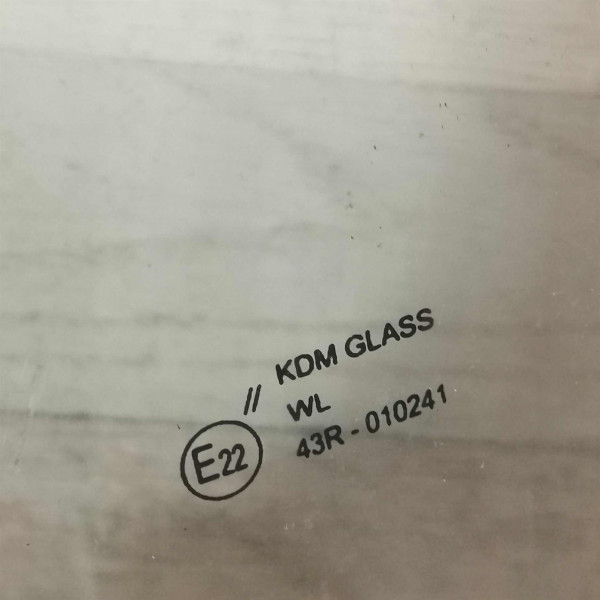 KDM GLASS
// WL
E22 43R - 010241